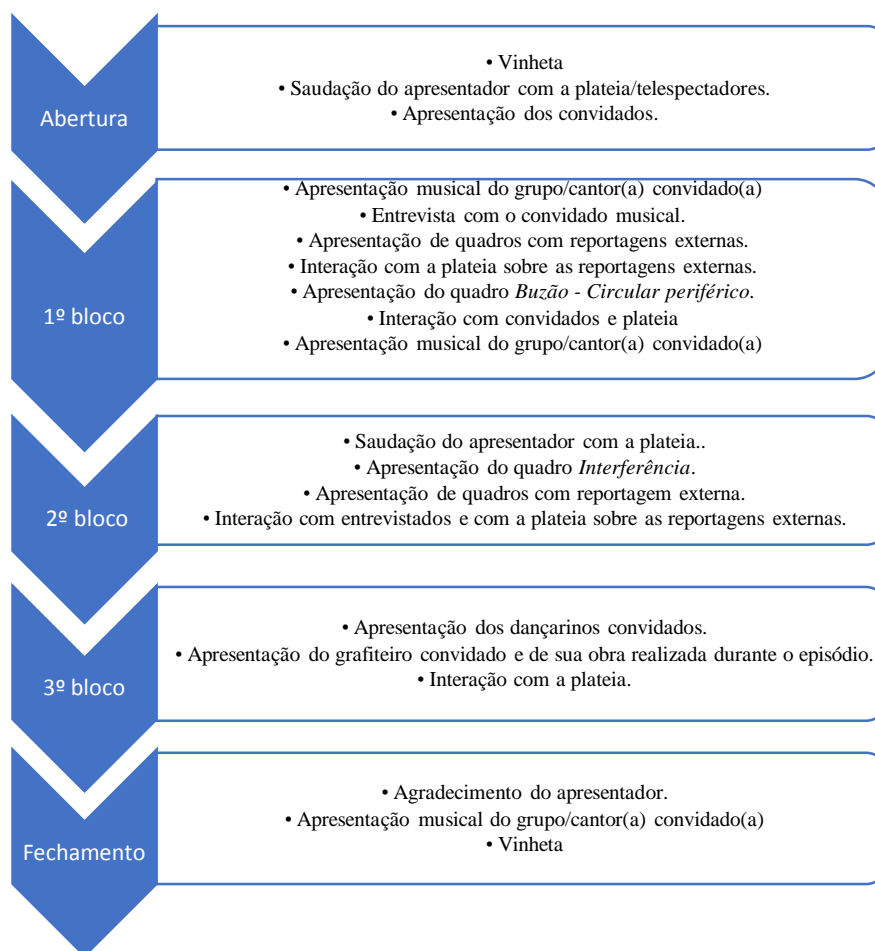 Abertura
• Vinheta
• Saudação do apresentador com a plateia/telespectadores.
• Apresentação dos convidados.
1º bloco
• Apresentação musical do grupo/cantor(a) convidado(a)
• Entrevista com o convidado musical.
• Apresentação de quadros com reportagens externas.
• Interação com a plateia sobre as reportagens externas.
• Apresentação do quadro Buzão - Circular periférico.
• Interação com convidados e plateia
• Apresentação musical do grupo/cantor(a) convidado(a)
2º bloco
• Saudação do apresentador com a plateia..
• Apresentação do quadro Interferência.
• Apresentação de quadros com reportagem externa.
• Interação com entrevistados e com a plateia sobre as reportagens externas.
3º bloco
• Apresentação dos dançarinos convidados.
• Apresentação do grafiteiro convidado e de sua obra realizada durante o episódio.
• Interação com a plateia.
Fechamento
• Agradecimento do apresentador.
• Apresentação musical do grupo/cantor(a) convidado(a)
• Vinheta